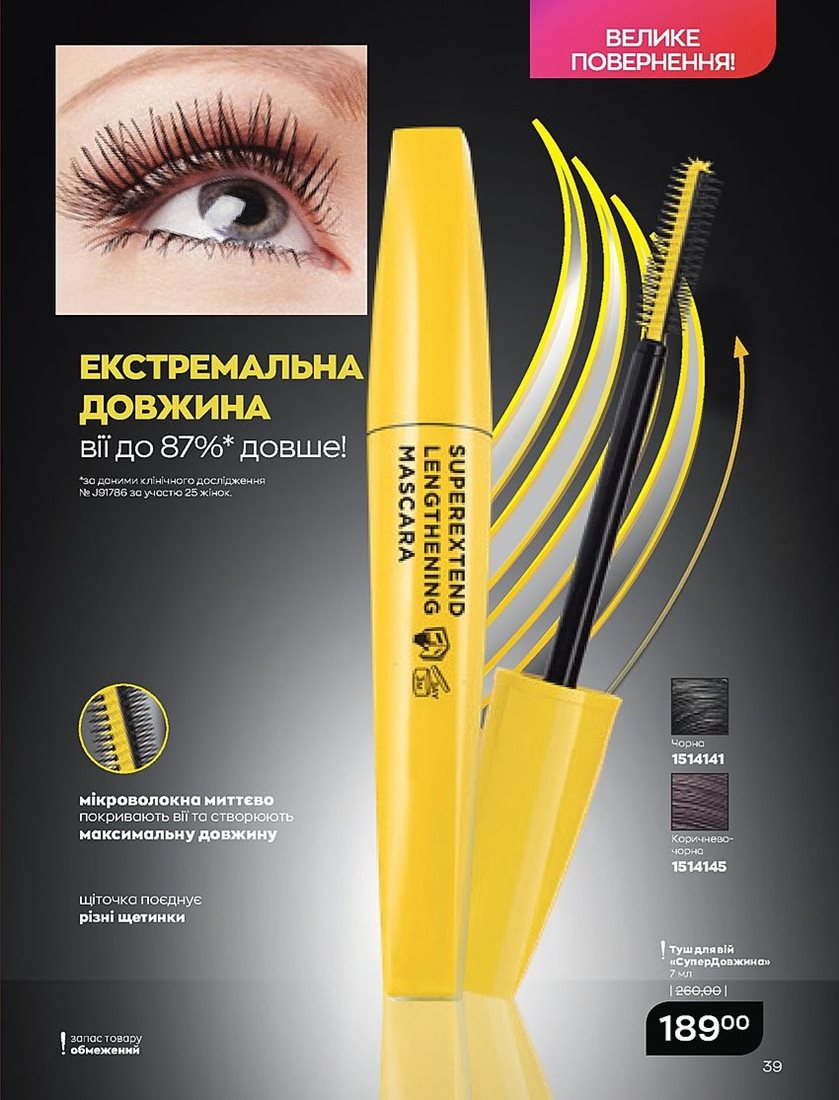 ВЕЛИКЕ
ПОВЕРНЕННЯ!
ЕКСТРЕМАЛЬНА
ДОВЖИНА
вії до 87%* довше!
*за даними клінічного дослідження
№ J91786 за участю 25 жінок.
SUPEREXTEND
LENGTHENING
MASCARA
мікроволокна миттєво
покривають вії та створюють
максимальну довжину
щіточка поєднує
різні щетинки
Чорна
1514141
Коричнево-
чорна
1514145
! Туш для вій
«СуперДовжина»
7 мл
| 260,00 |
189⁰⁰
! запас товару
обмежений
39